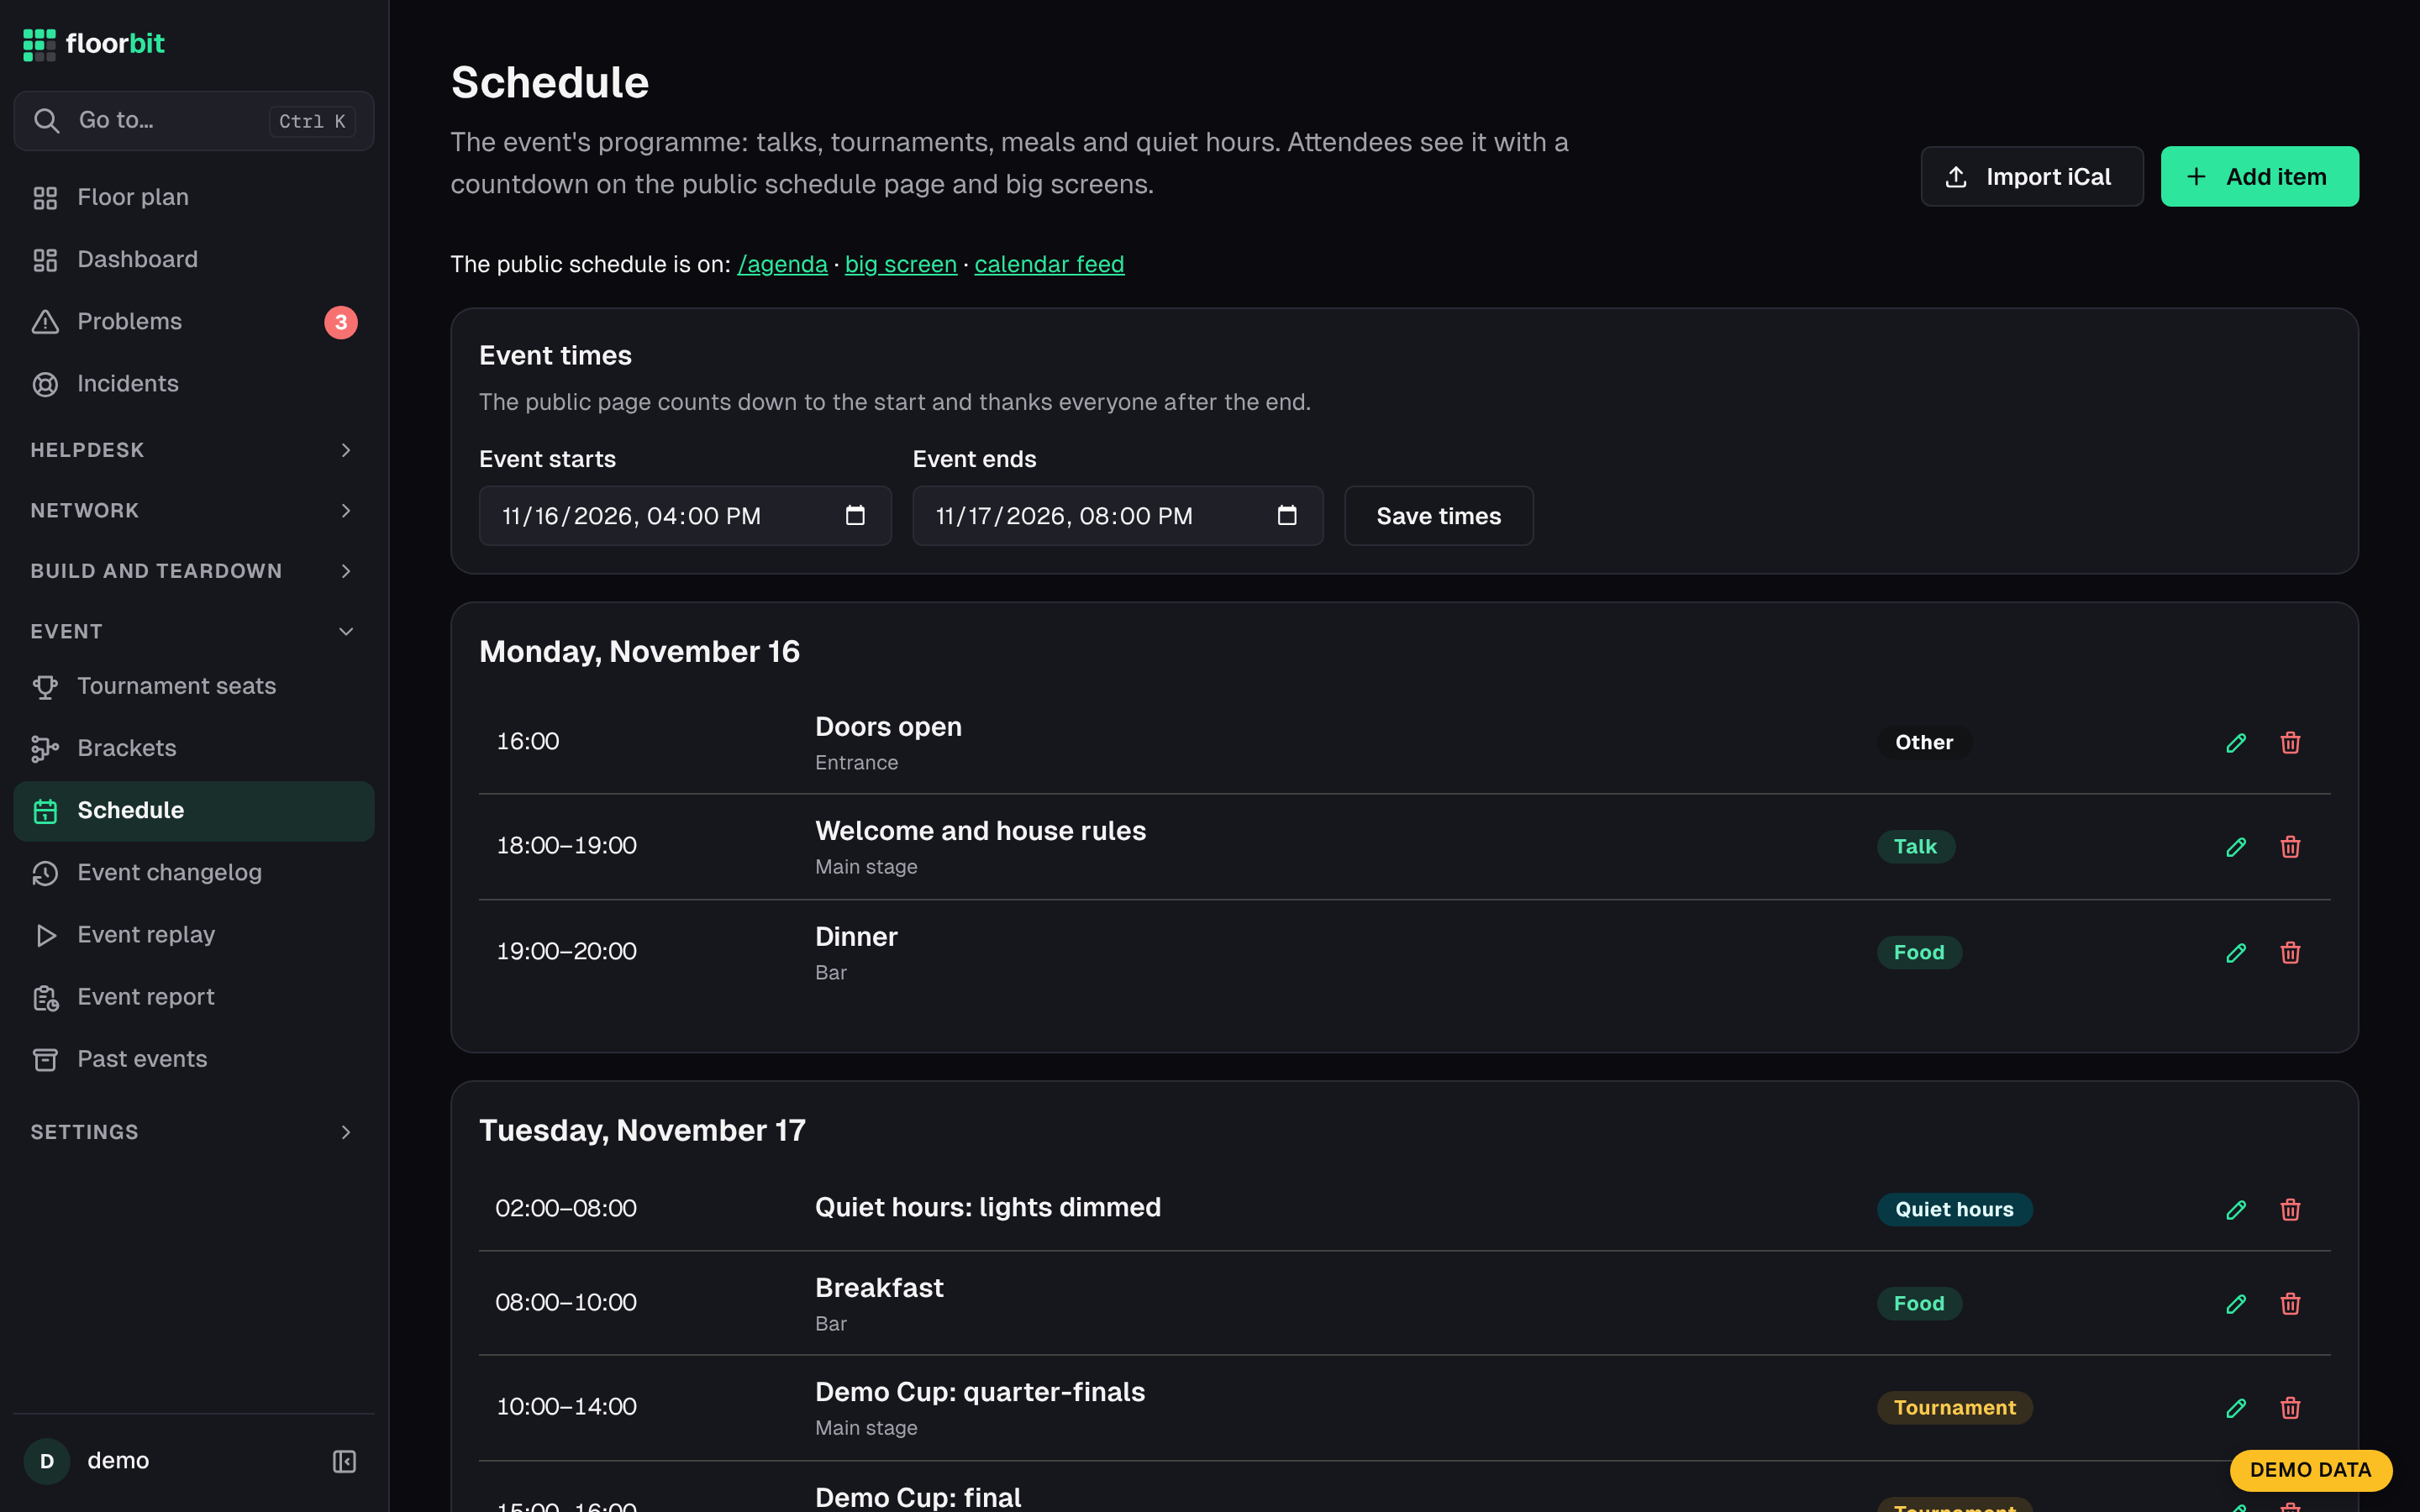 floorbit
Go to...
Ctrl K
Floor plan
Dashboard
Problems
3
Incidents
HELPDESK
NETWORK
BUILD AND TEARDOWN
EVENT
Tournament seats
Brackets
Schedule
Event changelog
Event replay
Event report
Past events
SETTINGS
D
demo
Schedule
The event's programme: talks, tournaments, meals and quiet hours. Attendees see it with a
countdown on the public schedule page and big screens.
Import iCal
Add item
The public schedule is on: /agenda · big screen · calendar feed
Event times
The public page counts down to the start and thanks everyone after the end.
Event starts
Event ends
11/16/2026, 04:00 PM
11/17/2026, 08:00 PM
Save times
Monday, November 16
16:00
Doors open
Entrance
Other
18:00–19:00
Welcome and house rules
Main stage
Talk
19:00–20:00
Dinner
Bar
Food
Tuesday, November 17
02:00–08:00
Quiet hours: lights dimmed
Quiet hours
08:00–10:00
Breakfast
Bar
Food
10:00–14:00
Demo Cup: quarter-finals
Main stage
Tournament
15:00–16:00
Demo Cup: final
Tournament
DEMO DATA